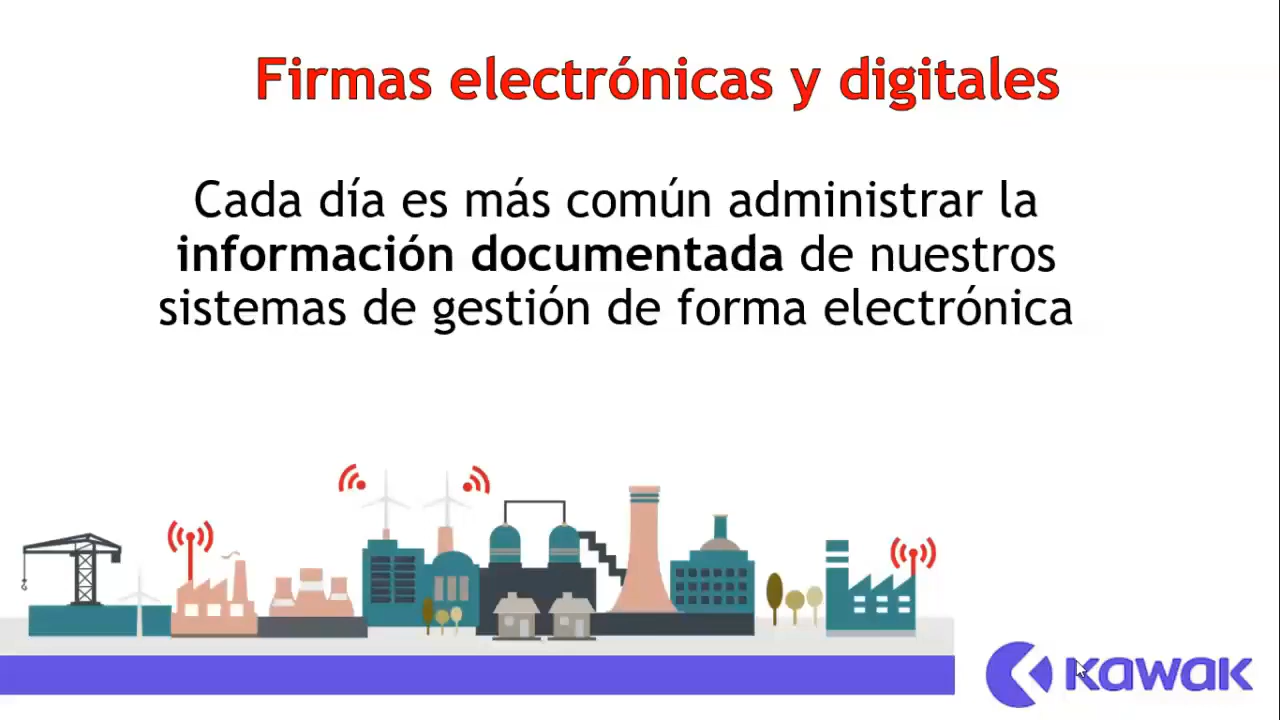 Firmas electrónicas y digitales
Cada día es más común administrar la
información documentada de nuestros
sistemas de gestión de forma electrónica
KAWAK